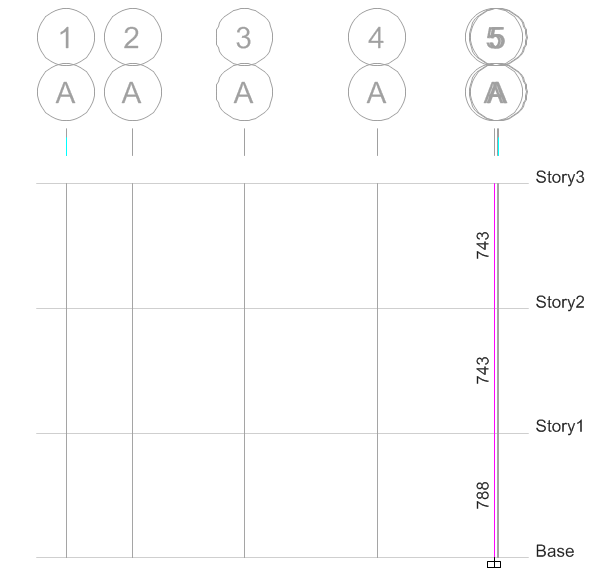 1 2 3 4 5
A A A A A
Story3
743
Story2
743
Story1
788
Base